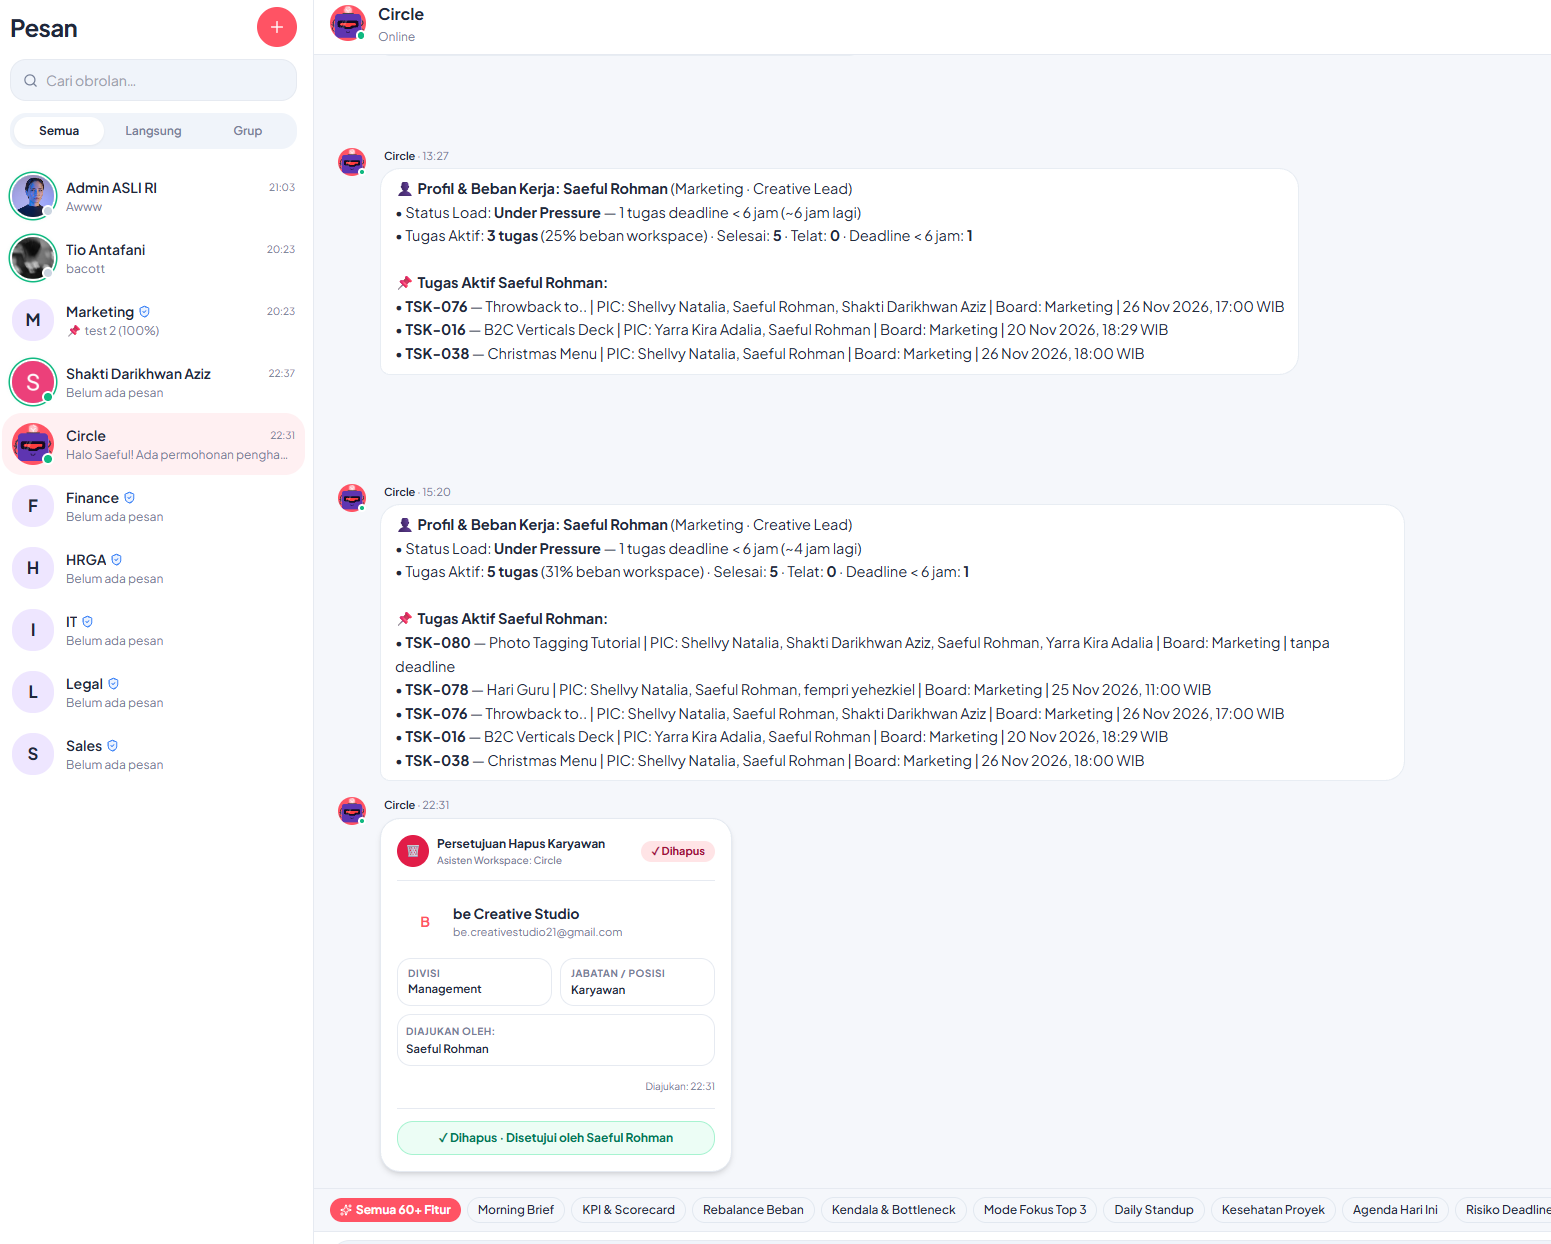 Pesan
Cari obrolan...
Semua
Langsung
Grup
Admin ASLI RI
21:03
Awww
Tio Antafani
20:23
bacott
M
Marketing
20:23
📌 test 2 (100%)
S
Shakti Darikhwan Aziz
22:37
Belum ada pesan
Circle
22:31
Halo Saeful! Ada permohonan pengha...
F
Finance
Belum ada pesan
H
HRGA
Belum ada pesan
I
IT
Belum ada pesan
L
Legal
Belum ada pesan
S
Sales
Belum ada pesan
Circle
Online
Circle · 13:27
👤 Profil & Beban Kerja: Saeful Rohman (Marketing · Creative Lead)
• Status Load: Under Pressure — 1 tugas deadline < 6 jam (~6 jam lagi)
• Tugas Aktif: 3 tugas (25% beban workspace) · Selesai: 5 · Telat: 0 · Deadline < 6 jam: 1
📌 Tugas Aktif Saeful Rohman:
• TSK-076 — Throwback to.. | PIC: Shellvy Natalia, Saeful Rohman, Shakti Darikhwan Aziz | Board: Marketing | 26 Nov 2026, 17:00 WIB
• TSK-016 — B2C Verticals Deck | PIC: Yarra Kira Adalia, Saeful Rohman | Board: Marketing | 20 Nov 2026, 18:29 WIB
• TSK-038 — Christmas Menu | PIC: Shellvy Natalia, Saeful Rohman | Board: Marketing | 26 Nov 2026, 18:00 WIB
Circle · 15:20
👤 Profil & Beban Kerja: Saeful Rohman (Marketing · Creative Lead)
• Status Load: Under Pressure — 1 tugas deadline < 6 jam (~4 jam lagi)
• Tugas Aktif: 5 tugas (31% beban workspace) · Selesai: 5 · Telat: 0 · Deadline < 6 jam: 1
📌 Tugas Aktif Saeful Rohman:
• TSK-080 — Photo Tagging Tutorial | PIC: Shellvy Natalia, Shakti Darikhwan Aziz, Saeful Rohman, Yarra Kira Adalia | Board: Marketing | tanpa
deadline
• TSK-078 — Hari Guru | PIC: Shellvy Natalia, Saeful Rohman, fempri yehezkiel | Board: Marketing | 25 Nov 2026, 11:00 WIB
• TSK-076 — Throwback to.. | PIC: Shellvy Natalia, Saeful Rohman, Shakti Darikhwan Aziz | Board: Marketing | 26 Nov 2026, 17:00 WIB
• TSK-016 — B2C Verticals Deck | PIC: Yarra Kira Adalia, Saeful Rohman | Board: Marketing | 20 Nov 2026, 18:29 WIB
• TSK-038 — Christmas Menu | PIC: Shellvy Natalia, Saeful Rohman | Board: Marketing | 26 Nov 2026, 18:00 WIB
Circle · 22:31
Persetujuan Hapus Karyawan
Asisten Workspace: Circle
✓ Dihapus
B
be Creative Studio
be.creativestudio21@gmail.com
DIVISI
Management
JABATAN / POSISI
Karyawan
DIAJUKAN OLEH:
Saeful Rohman
Diajukan: 22:31
✓ Dihapus · Disetujui oleh Saeful Rohman
Semua 60+ Fitur
Morning Brief
KPI & Scorecard
Rebalance Beban
Kendala & Bottleneck
Mode Fokus Top 3
Daily Standup
Kesehatan Proyek
Agenda Hari Ini
Risiko Deadline